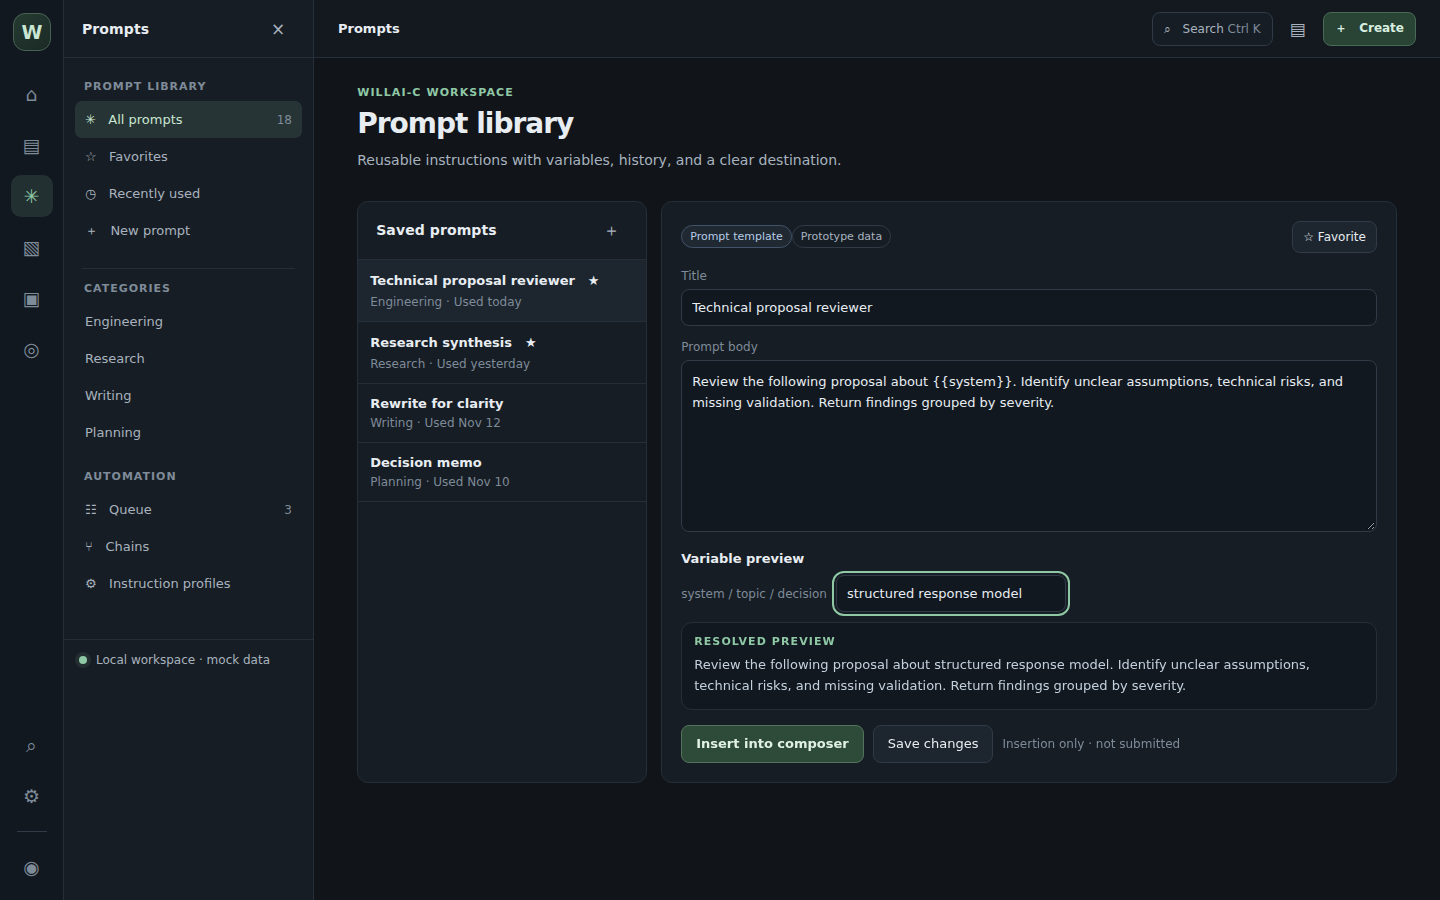 W
Prompts
×
Prompts
Search Ctrl K
+ Create
PROMPT LIBRARY
All prompts 18
Favorites
Recently used
+ New prompt
CATEGORIES
Engineering
Research
Writing
Planning
AUTOMATION
Queue 3
Chains
Instruction profiles
Local workspace · mock data
WILLAI-C WORKSPACE
Prompt library
Reusable instructions with variables, history, and a clear destination.
Saved prompts +
Technical proposal reviewer ★
Engineering · Used today
Research synthesis ★
Research · Used yesterday
Rewrite for clarity
Writing · Used Nov 12
Decision memo
Planning · Used Nov 10
Prompt template
Prototype data
☆ Favorite
Title
Technical proposal reviewer
Prompt body
Review the following proposal about {{system}}. Identify unclear assumptions, technical risks, and
missing validation. Return findings grouped by severity.
Variable preview
system / topic / decision structured response model
RESOLVED PREVIEW
Review the following proposal about structured response model. Identify unclear assumptions,
technical risks, and missing validation. Return findings grouped by severity.
Insert into composer
Save changes
Insertion only · not submitted